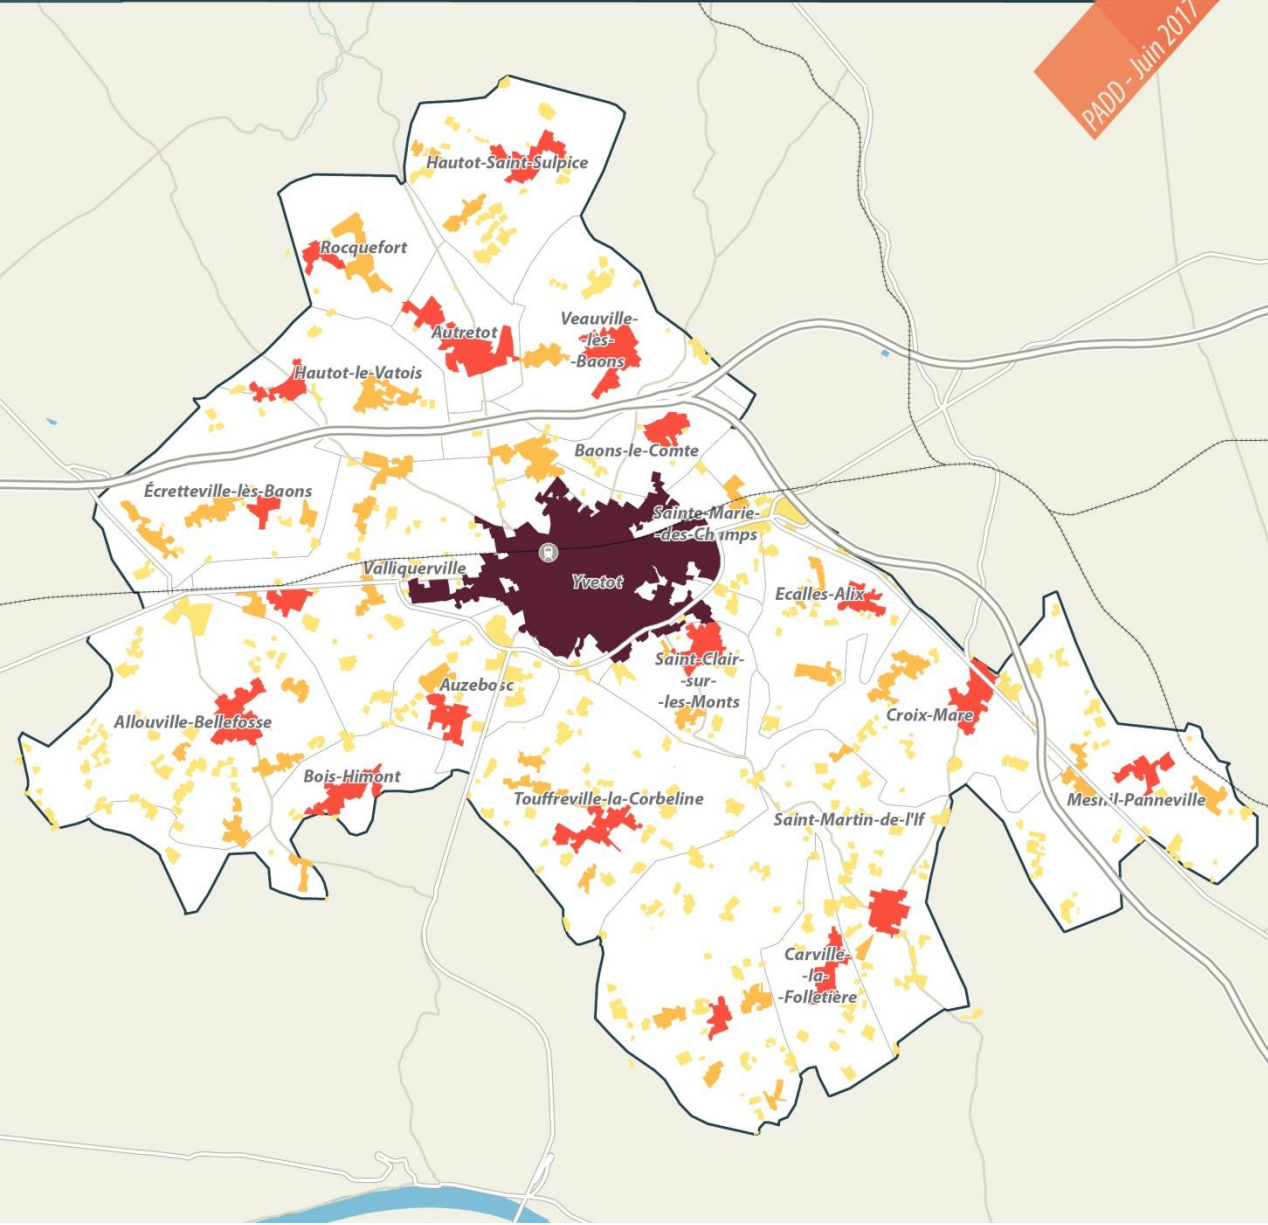 PADD - Juin 2017
Hautot-Saint-Sulpice
Rocquefort
Veauville-
-lès-
-Baons
Autretot
Hautot-le-Vatois
Baons-le-Comte
Écretteville-lès-Baons
Sainte-Marie-
-des-Champs
Valliquerville
Yvetot
Ecalles-Alix
Saint-Clair-
-sur-
-les-Monts
Auzebosc
Allouville-Bellefosse
Croix-Mare
Bois-Himont
Touffreville-la-Corbeline
Mesnil-Panneville
Saint-Martin-de-l'If
Carville-
-la-
-Folletière